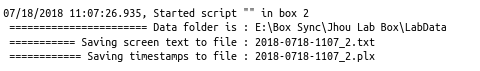 07/18/2018 11:07:26.935, Started script "" in box 2
======================= Data folder is : E:\Box Sync\Jhou Lab Box\LabData
=========== Saving screen text to file : 2018-0718-1107_2.txt
============ Saving timestamps to file : 2018-0718-1107_2.plx